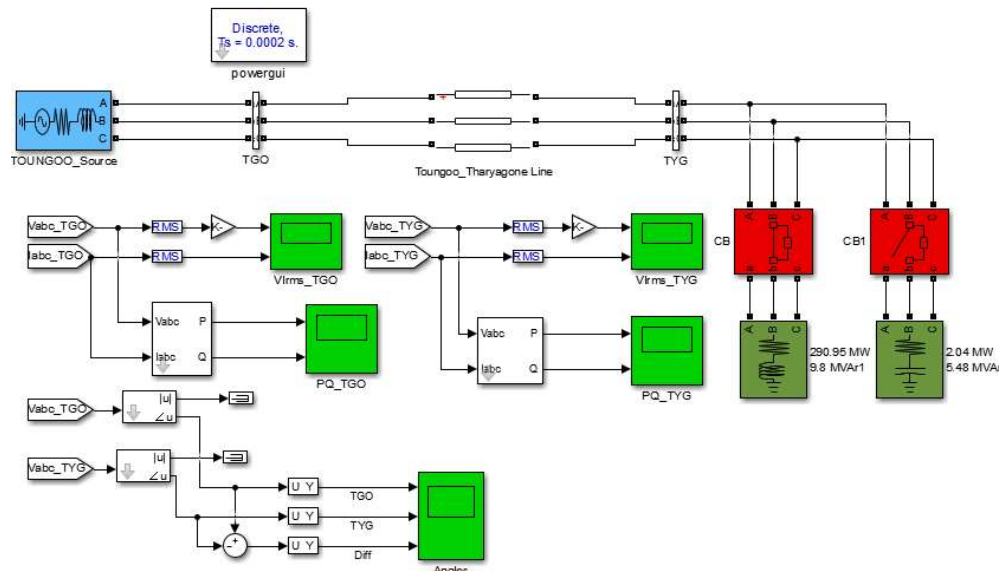 Discrete,
Ts = 0.0002 s.
powergui
A
B
C
TOUNGOO_Source
TGO
Toungoo_Tharyagone Line
TYG
A B C
CB
a b c
A B C
CB1
a b c
Vabc_TGO
RMS
K-
Iabc_TGO
RMS
VIrms_TGO
Vabc_TYG
RMS
K-
Iabc_TYG
RMS
VIrms_TYG
Vabc P
Iabc Q
PQ_TGO
Vabc P
Iabc Q
PQ_TYG
A B C
290.95 MW
9.8 MVAr1
A B C
2.04 MW
5.48 MVAr
Vabc_TGO
|u|
∠u
Vabc_TYG
|u|
∠u
U Y
TGO
U Y
TYG
- +
U Y
Diff
Angles